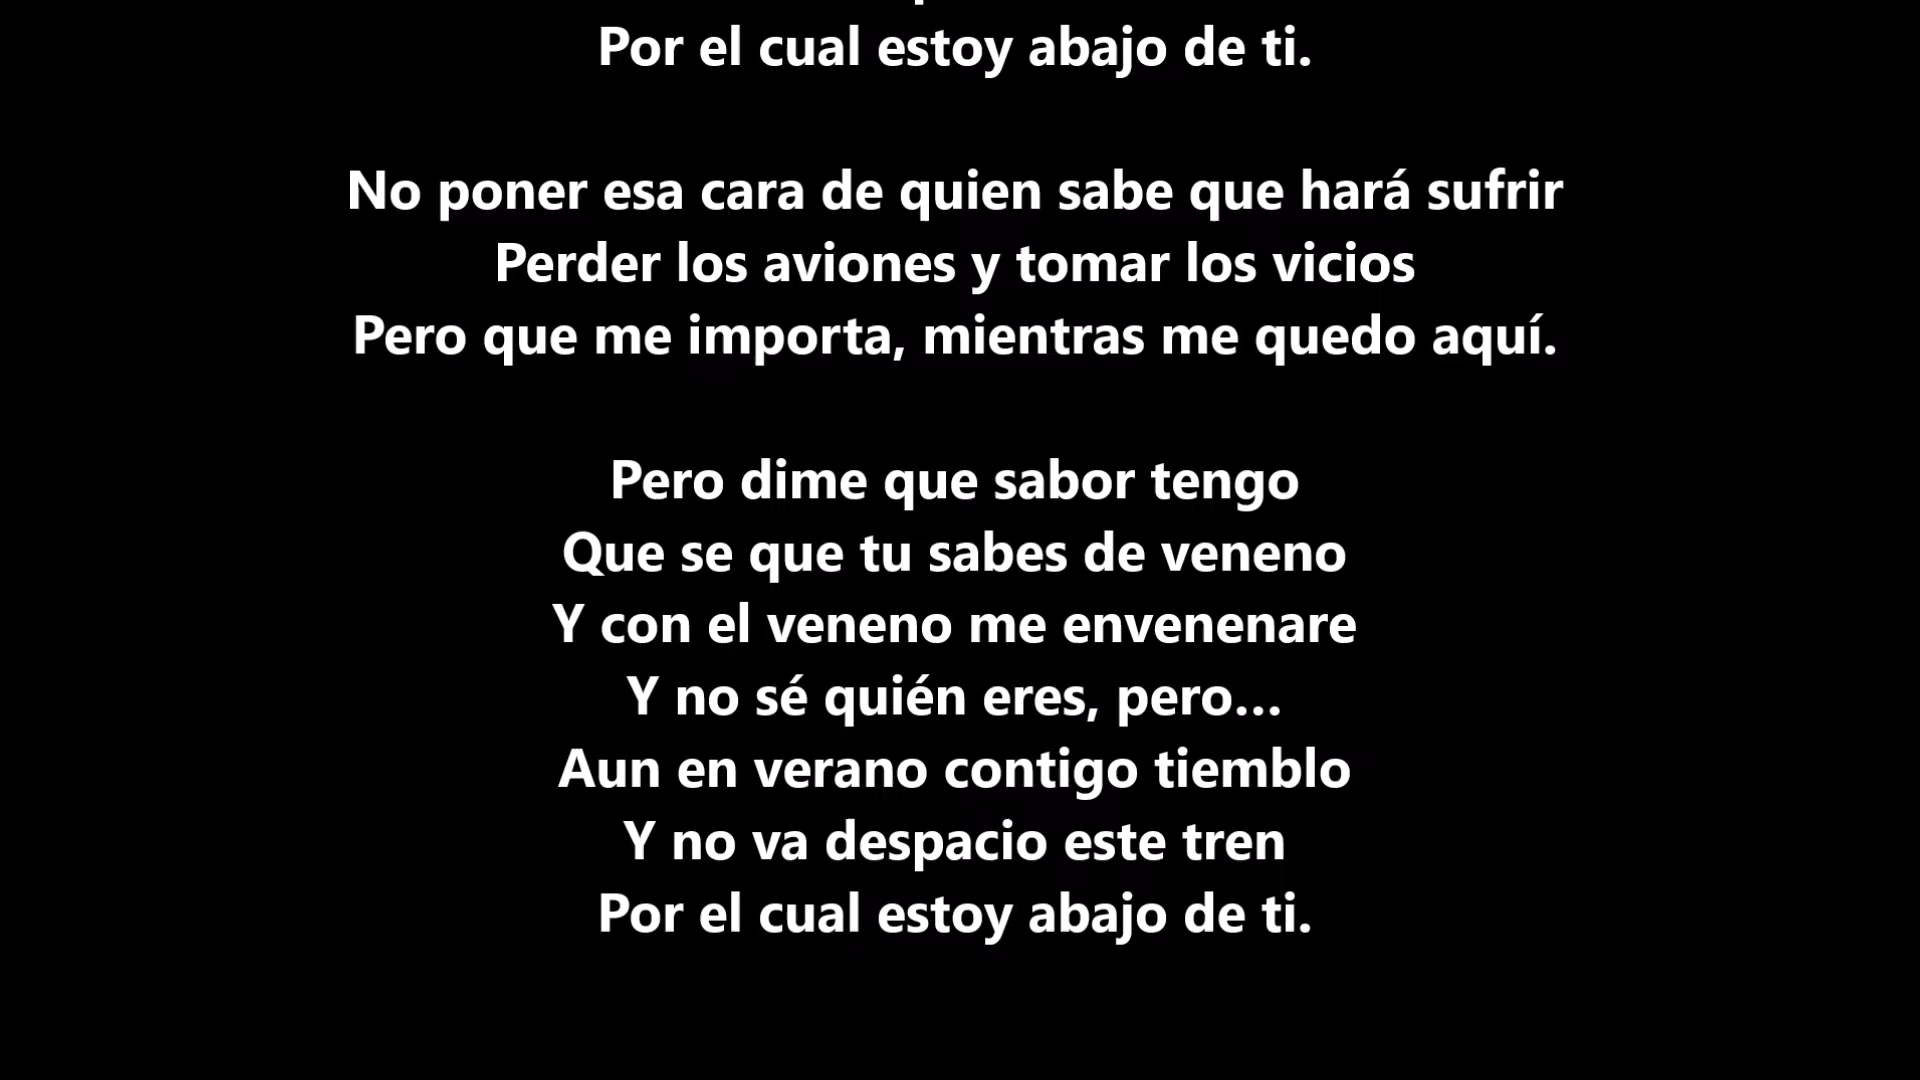 Por el cual estoy abajo de ti.
No poner esa cara de quien sabe que hará sufrir
Perder los aviones y tomar los vicios
Pero que me importa, mientras me quedo aquí.
Pero dime que sabor tengo
Que se que tu sabes de veneno
Y con el veneno me envenenare
Y no sé quién eres, pero...
Aun en verano contigo tiemblo
Y no va despacio este tren
Por el cual estoy abajo de ti.